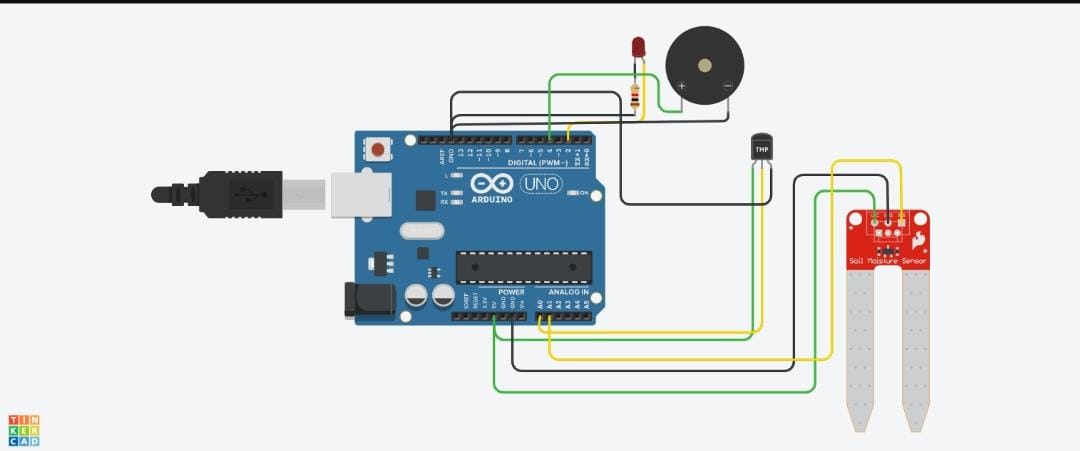 +
−
TMP
AREF
GND
13
12
~11
~10
~9
8
7
~6
~5
4
~3
2
TX→1
RX←0
DIGITAL (PWM~)
L
TX
RX
UNO
ON
ARDUINO
Soil Moisture Sensor
POWER
ANALOG IN
IOREF
RESET
3.3V
5V
GND
GND
Vin
A0
A1
A2
A3
A4
A5
TIN
KER
CAD